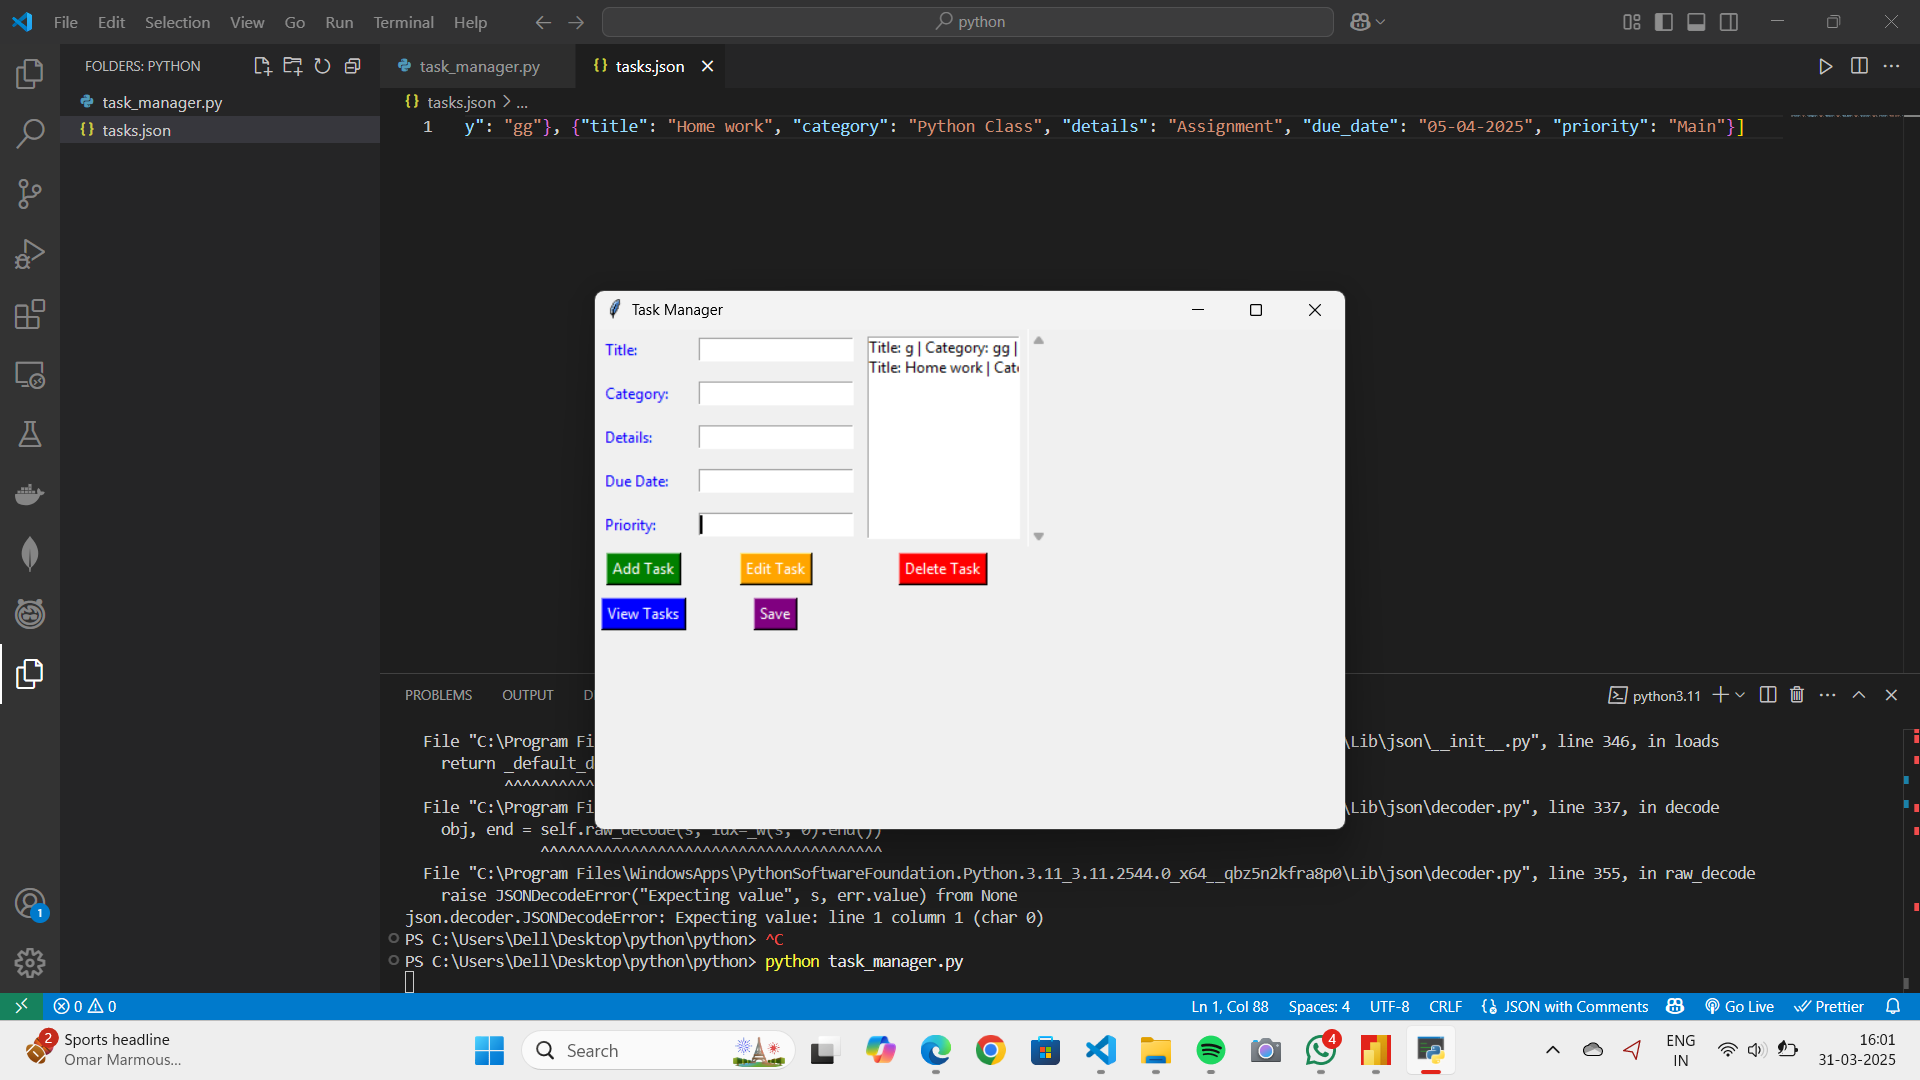 File Edit Selection View Go Run Terminal Help
python
FOLDERS: PYTHON
task_manager.py
tasks.json
task_manager.py
tasks.json
tasks.json > ...
1 y": "gg"}, {"title": "Home work", "category": "Python Class", "details": "Assignment", "due_date": "05-04-2025", "priority": "Main"}]
Task Manager
Title:
Category:
Details:
Due Date:
Priority:
Title: g | Category: gg |
Title: Home work | Cat
Add Task
Edit Task
Delete Task
View Tasks
Save
PROBLEMS OUTPUT
python3.11
File "C:\Program Fi \Lib\json\__init__.py", line 346, in loads
return _default_d
^^^^^^^^^^
File "C:\Program Fi \Lib\json\decoder.py", line 337, in decode
obj, end = self.raw_decode(s, idx=_w(s, 0).end())
^^^^^^^^^^^^^^^^^^^^^^^^^^^^^^^^^^^^^^
File "C:\Program Files\WindowsApps\PythonSoftwareFoundation.Python.3.11_3.11.2544.0_x64__qbz5n2kfra8p0\Lib\json\decoder.py", line 355, in raw_decode
raise JSONDecodeError("Expecting value", s, err.value) from None
json.decoder.JSONDecodeError: Expecting value: line 1 column 1 (char 0)
PS C:\Users\Dell\Desktop\python\python> ^C
PS C:\Users\Dell\Desktop\python\python> python task_manager.py
1
0 0
Ln 1, Col 88 Spaces: 4 UTF-8 CRLF JSON with Comments Go Live Prettier
2
Sports headline
Omar Marmous...
Search
4
ENG
IN
16:01
31-03-2025